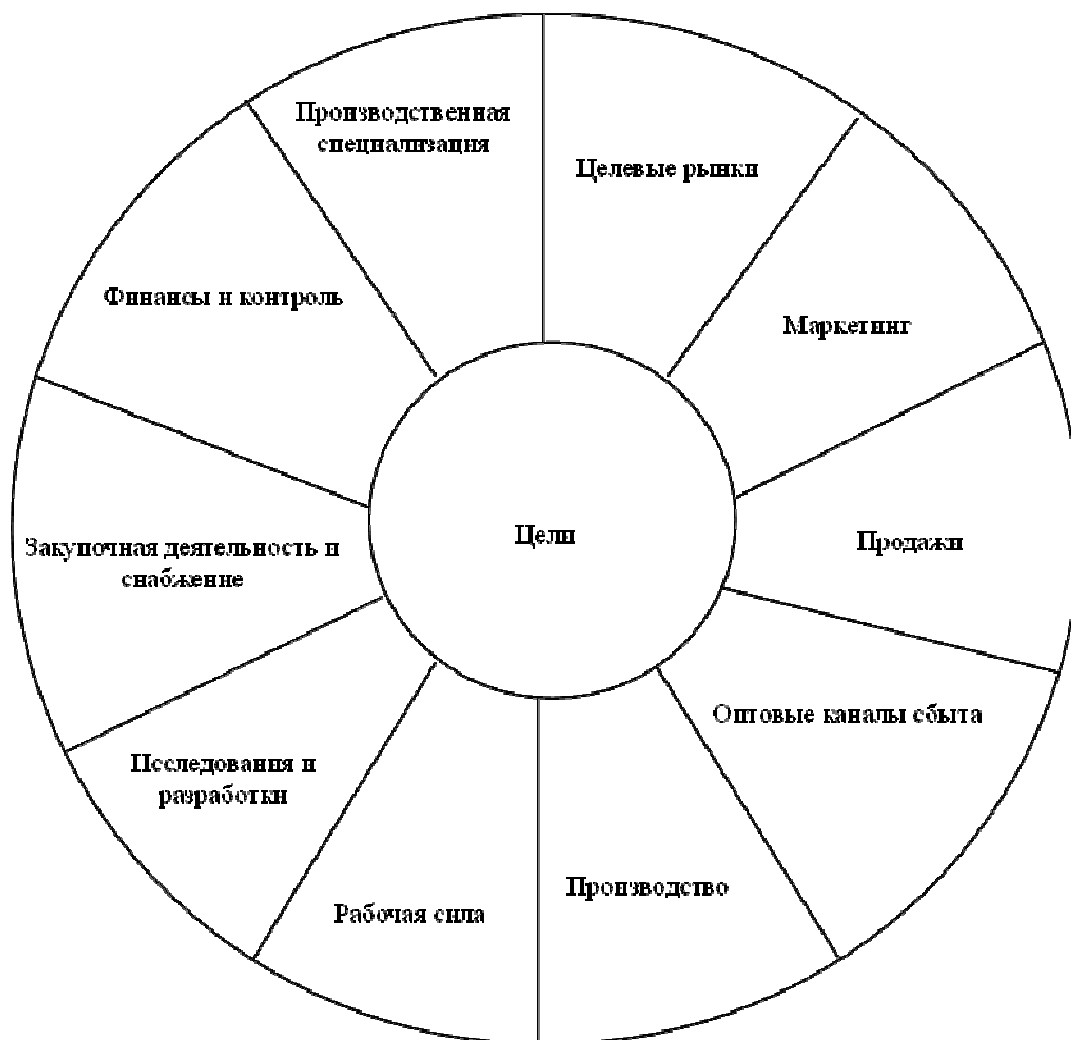 Производственная
специализация
Целевые рынки
Финансы и контроль
Маркетинг
Цели
Продажи
Закупочная деятельность и
снабжение
Оптовые каналы сбыта
Исследования и
разработки
Производство
Рабочая сила